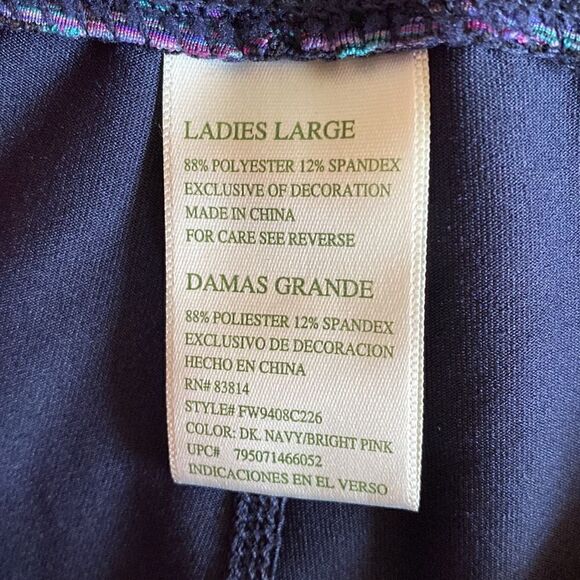 LADIES LARGE
88% POLYESTER 12% SPANDEX
EXCLUSIVE OF DECORATION
MADE IN CHINA
FOR CARE SEE REVERSE
DAMAS GRANDE
88% POLIESTER 12% SPANDEX
EXCLUSIVO DE DECORACION
HECHO EN CHINA
RN# 83814
STYLE# FW9408C226
COLOR: DK. NAVY/BRIGHT PINK
UPC# 795071466052
INDICACIONES EN EL VERSO